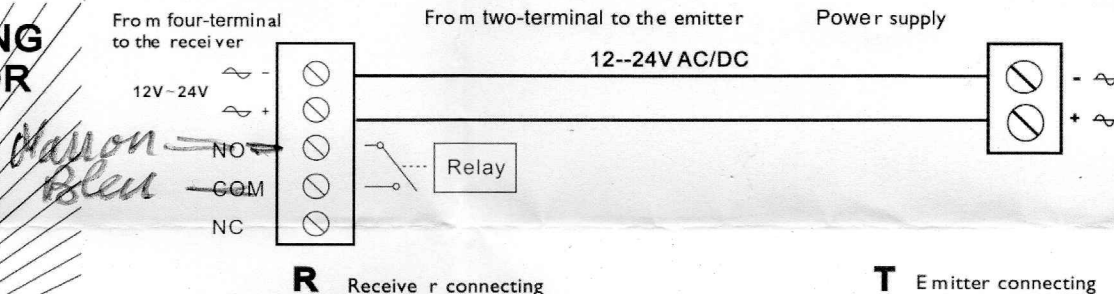 From four-terminal
to the receiver
From two-terminal to the emitter
Power supply
NG
OR
12--24V AC/DC
-
12V~24V
+
-
+
Marron NO
Bleu COM
NC
Relay
R Receiver connecting
T Emitter connecting